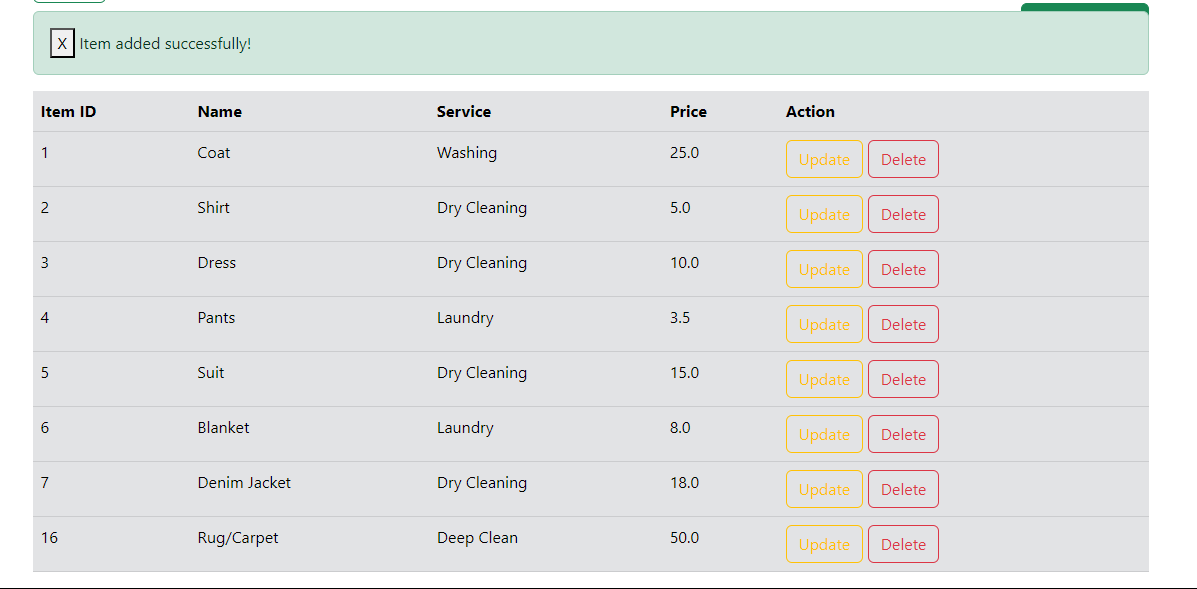 X Item added successfully!
Item ID Name Service Price Action
1 Coat Washing 25.0 Update Delete
2 Shirt Dry Cleaning 5.0 Update Delete
3 Dress Dry Cleaning 10.0 Update Delete
4 Pants Laundry 3.5 Update Delete
5 Suit Dry Cleaning 15.0 Update Delete
6 Blanket Laundry 8.0 Update Delete
7 Denim Jacket Dry Cleaning 18.0 Update Delete
16 Rug/Carpet Deep Clean 50.0 Update Delete